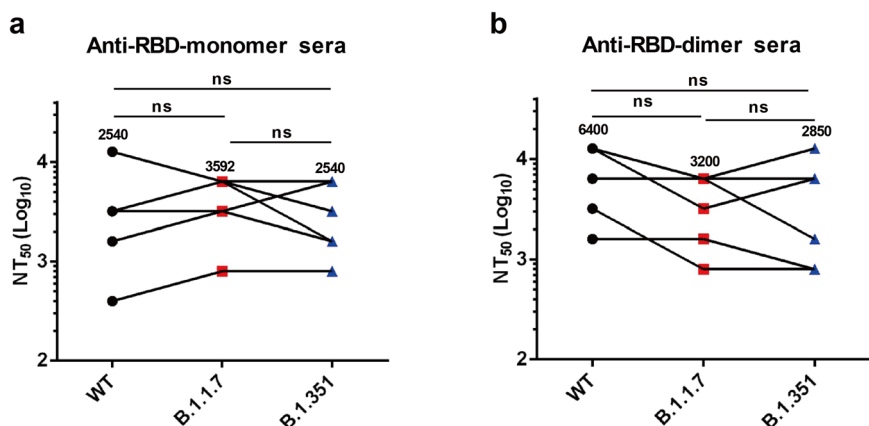 a
Anti-RBD-monomer sera
ns
ns
ns
2540
3592
2540
4
3
2
NT50 (Log10)
WT
B.1.1.7
B.1.351
b
Anti-RBD-dimer sera
ns
ns
ns
6400
3200
2850
4
3
2
NT50 (Log10)
WT
B.1.1.7
B.1.351